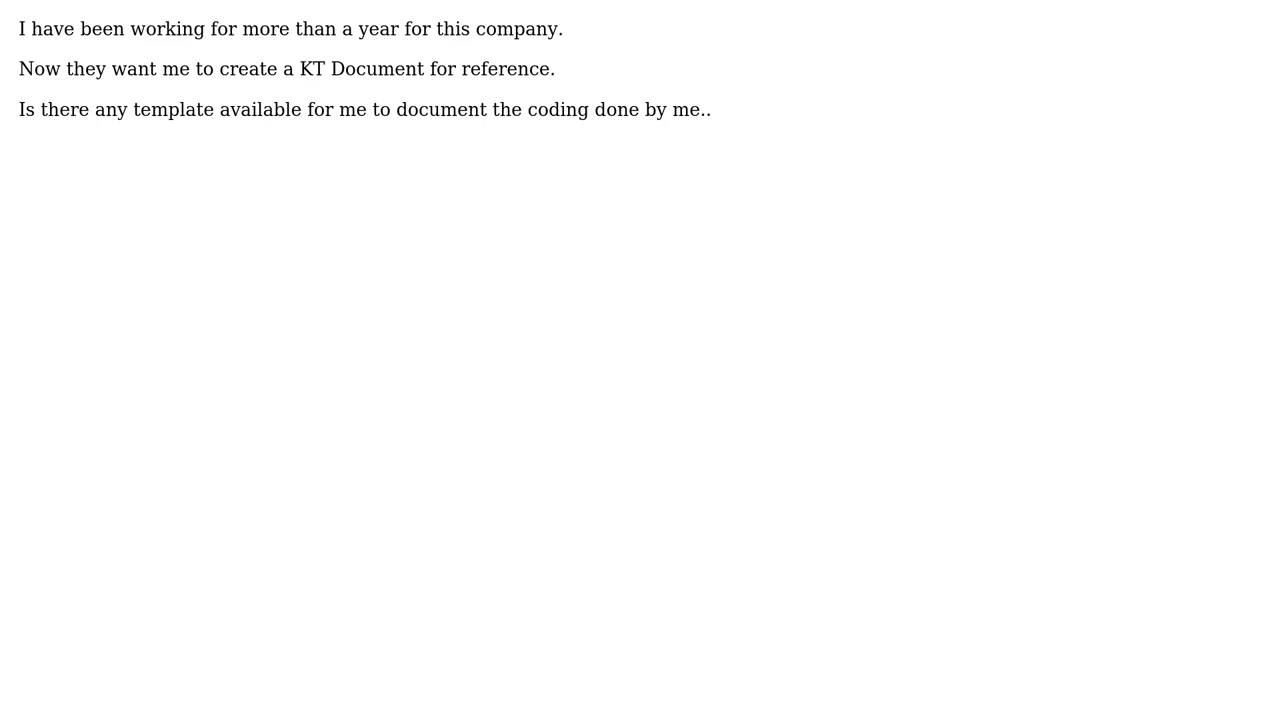 I have been working for more than a year for this company.
Now they want me to create a KT Document for reference.
Is there any template available for me to document the coding done by me..